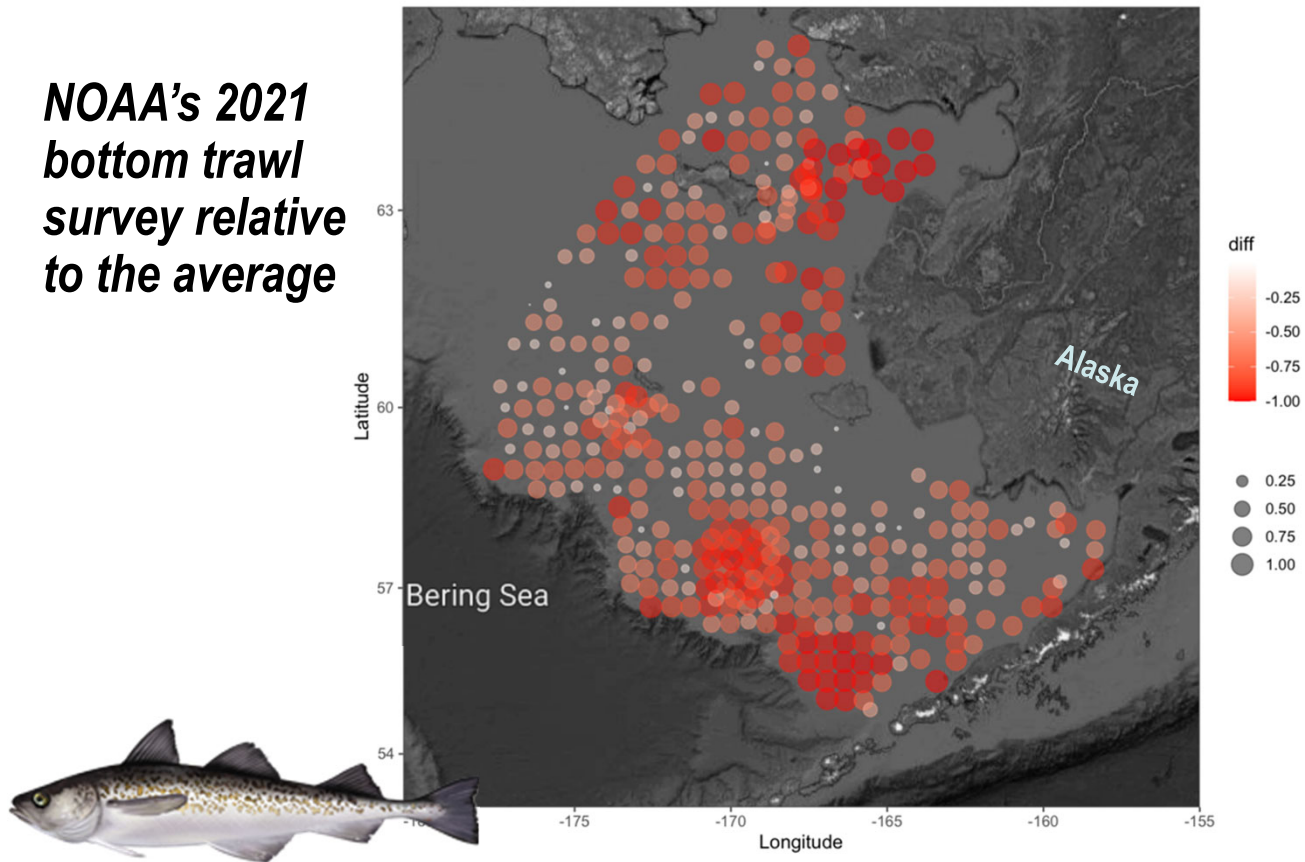 NOAA’s 2021
bottom trawl
survey relative
to the average
63
60
57
54
Latitude
Bering Sea
Alaska
-175
-170
-165
-160
-155
Longitude
diff
-0.25
-0.50
-0.75
-1.00
0.25
0.50
0.75
1.00